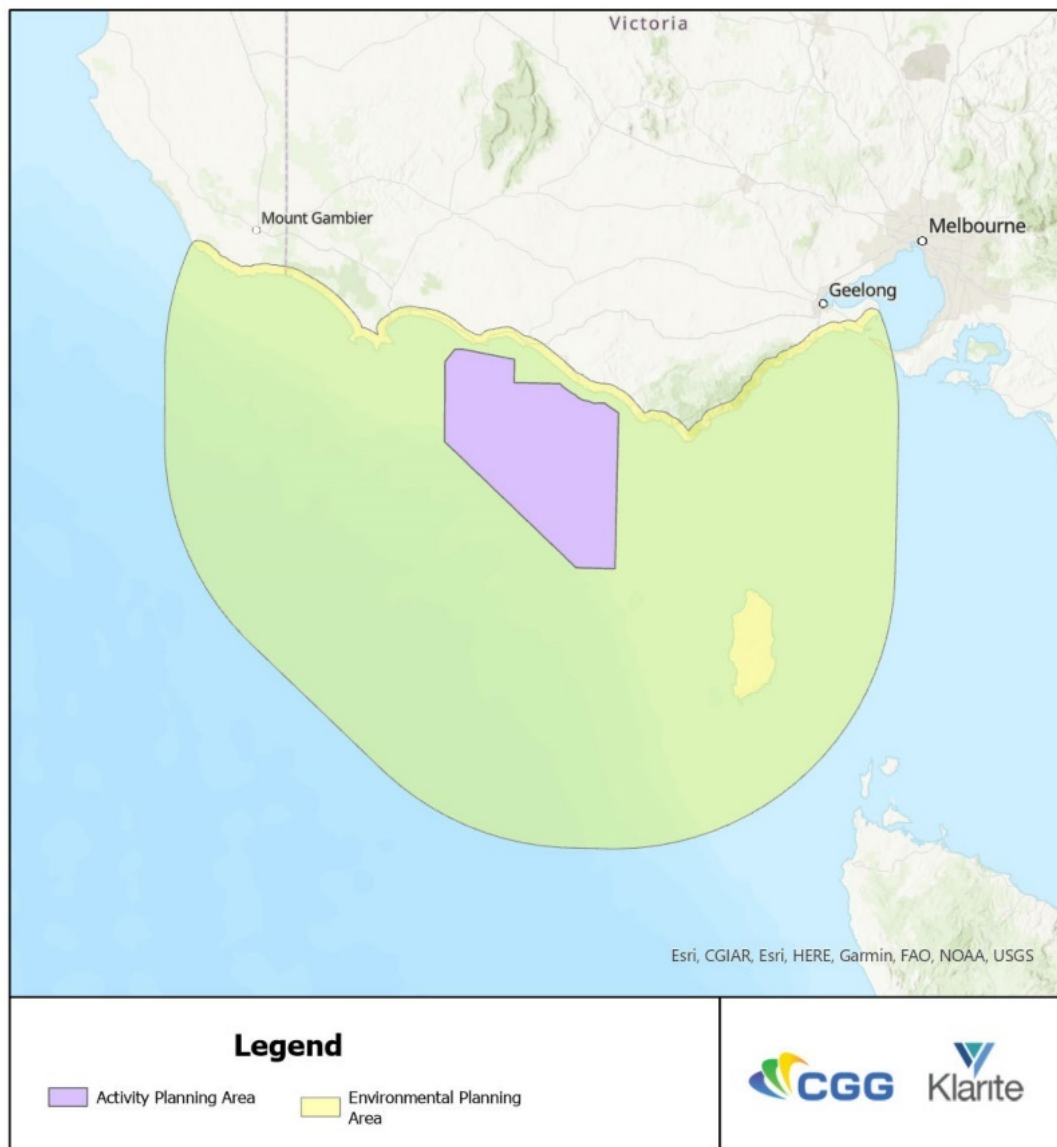 Victoria
Mount Gambier
Melbourne
Geelong
Esri, CGIAR, Esri, HERE, Garmin, FAO, NOAA, USGS
Legend
Activity Planning Area
Environmental Planning
Area
CGG
Klarite